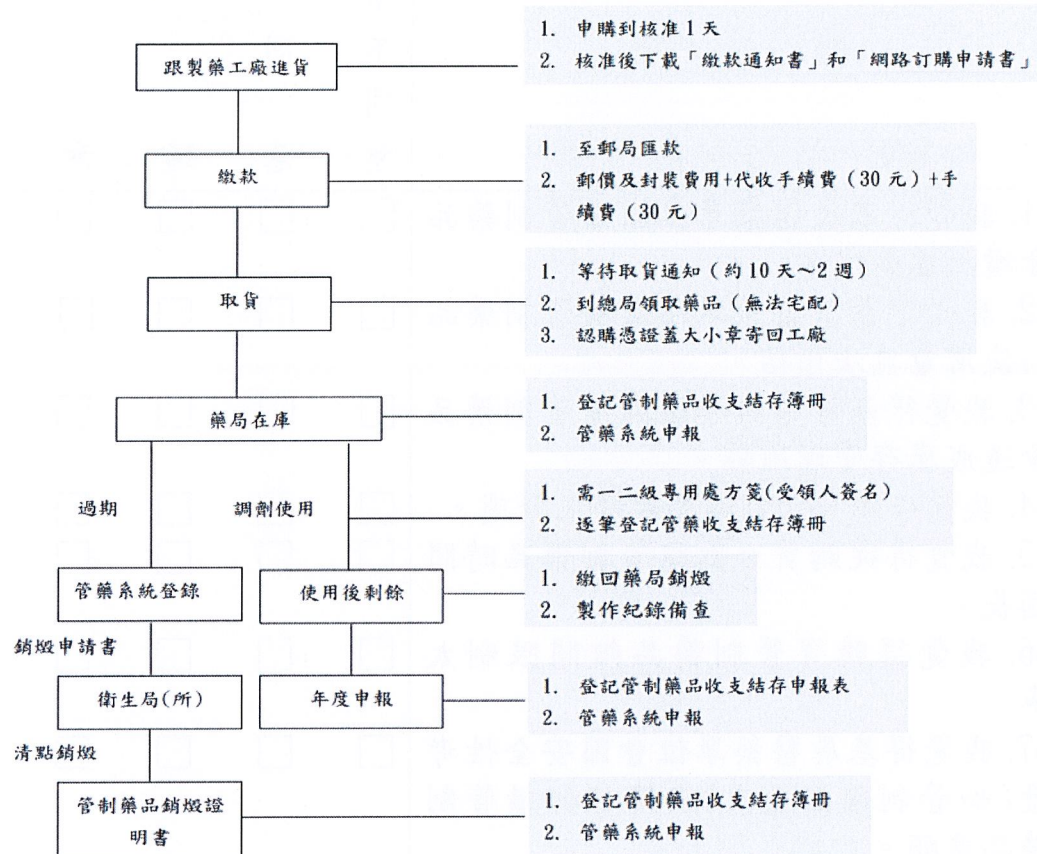 跟製藥工廠進貨
1. 申購到核准1天
2. 核准後下載「繳款通知書」和「網路訂購申請書」
繳款
1. 至郵局匯款
2. 郵價及封裝費用+代收手續費（30元）+手
續費（30元）
取貨
1. 等待取貨通知（約10天～2週）
2. 到總局領取藥品（無法宅配）
3. 認購憑證蓋大小章寄回工廠
藥局在庫
1. 登記管制藥品收支結存簿冊
2. 管藥系統申報
過期
調劑使用
1. 需一二級專用處方箋(受領人簽名)
2. 逐筆登記管藥收支結存簿冊
管藥系統登錄
使用後剩餘
1. 繳回藥局銷燬
2. 製作紀錄備查
銷燬申請書
衛生局(所)
年度申報
1. 登記管制藥品收支結存申報表
2. 管藥系統申報
清點銷燬
管制藥品銷燬證
明書
1. 登記管制藥品收支結存簿冊
2. 管藥系統申報